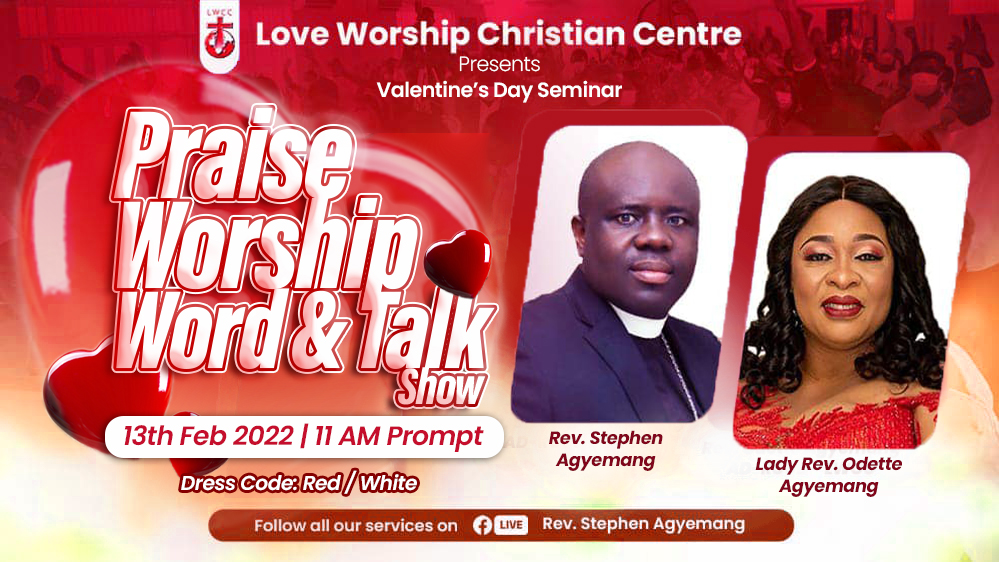 LWCC
Love Worship Christian Centre
Presents
Valentine's Day Seminar
Praise
Worship
Word & Talk
Show
13th Feb 2022 | 11 AM Prompt
Dress Code: Red / White
Rev. Stephen
Agyemang
Lady Rev. Odette
Agyemang
Follow all our services on f LIVE Rev. Stephen Agyemang